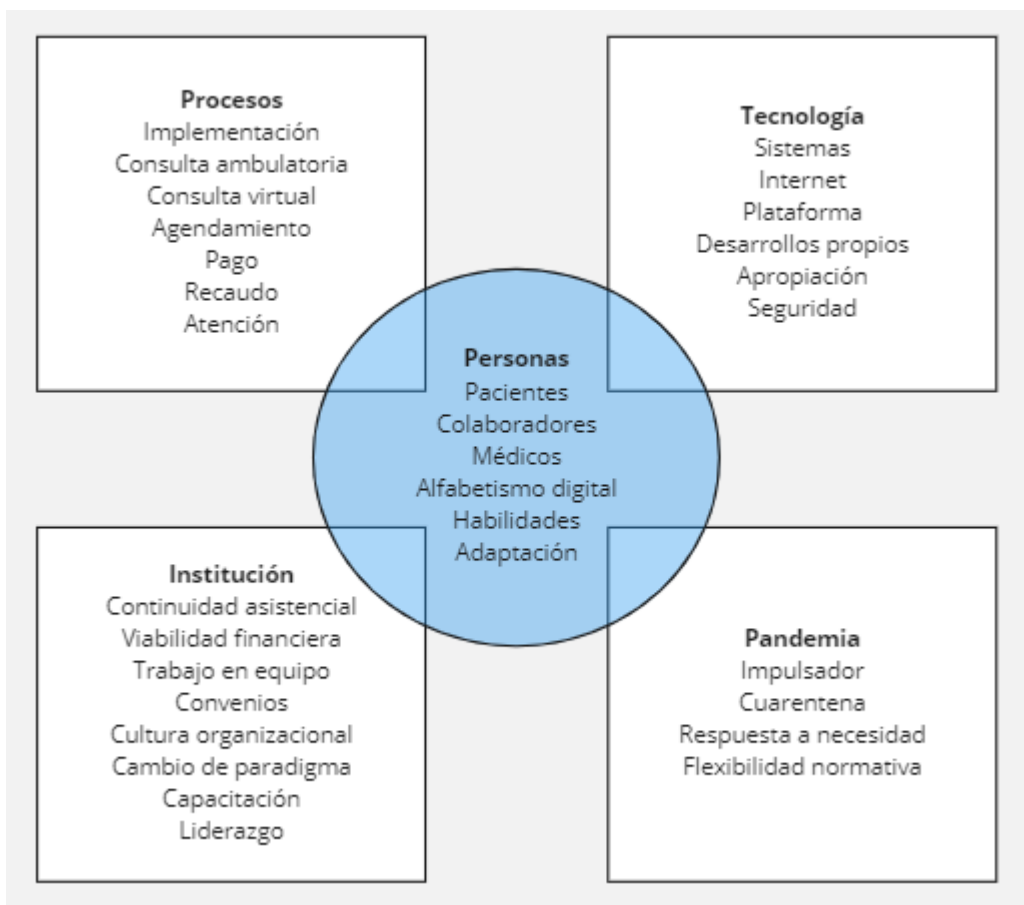 Procesos
Implementación
Consulta ambulatoria
Consulta virtual
Agendamiento
Pago
Recaudo
Atención
Tecnología
Sistemas
Internet
Plataforma
Desarrollos propios
Apropiación
Seguridad
Personas
Pacientes
Colaboradores
Médicos
Alfabetismo digital
Habilidades
Adaptación
Institución
Continuidad asistencial
Viabilidad financiera
Trabajo en equipo
Convenios
Cultura organizacional
Cambio de paradigma
Capacitación
Liderazgo
Pandemia
Impulsador
Cuarentena
Respuesta a necesidad
Flexibilidad normativa